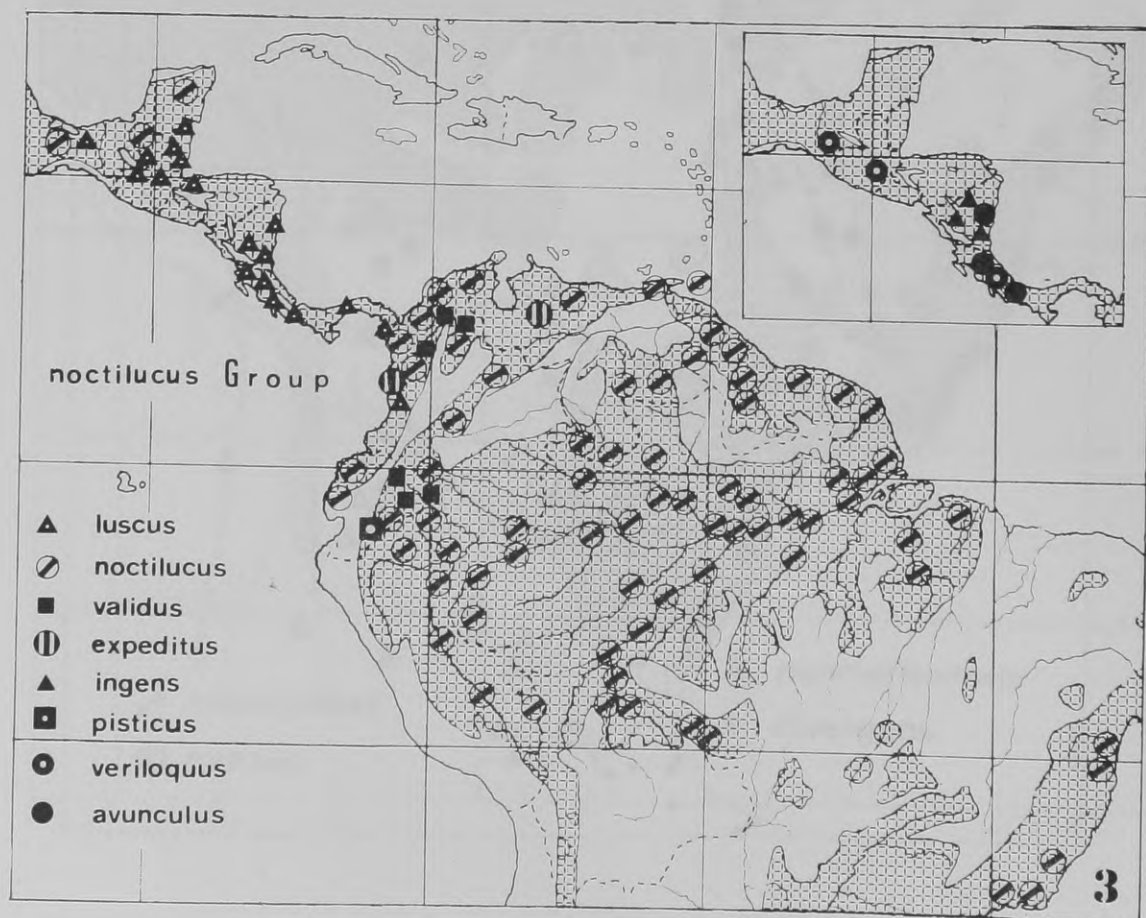 noctilucus Group
luscus
noctilucus
validus
expeditus
ingens
pisticus
veriloquus
avunculus
3